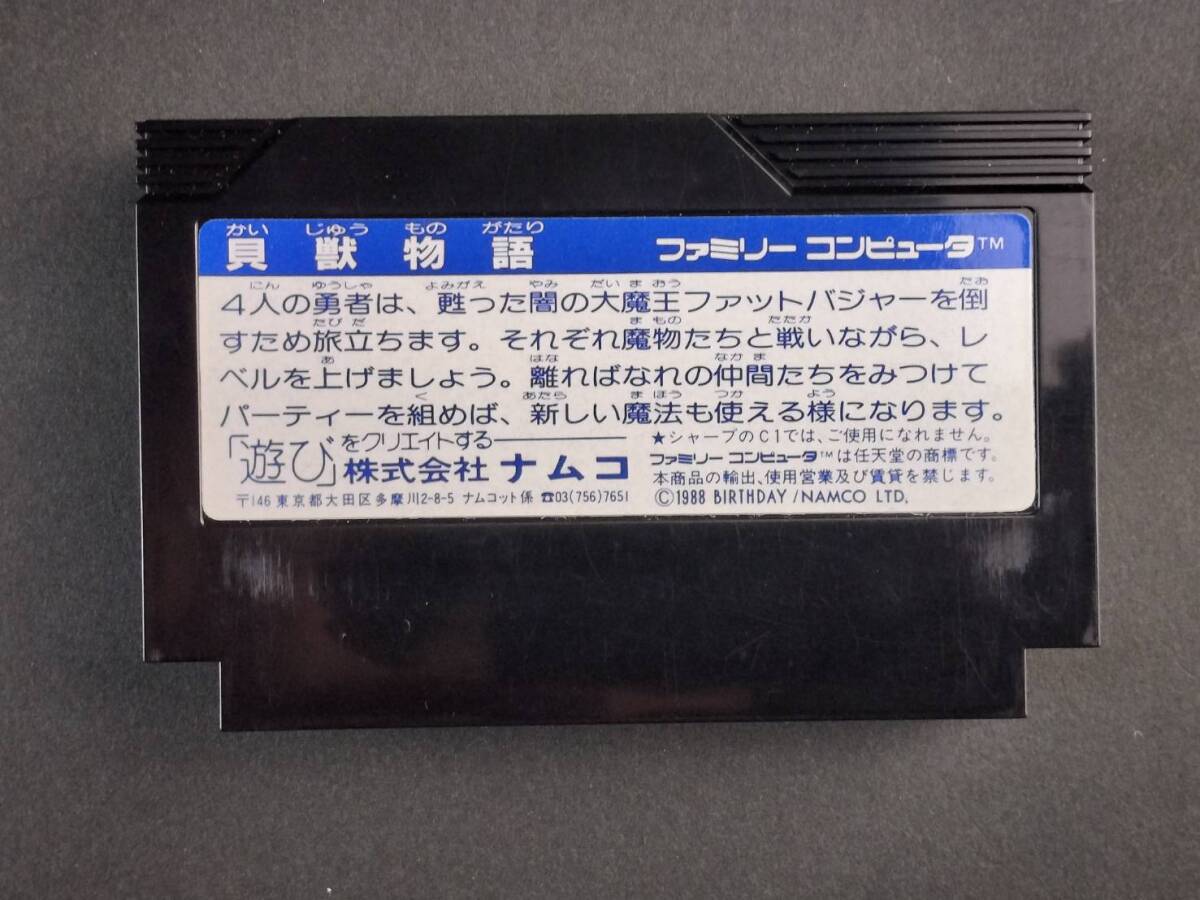 かい じゅう もの がたり
貝獣物語 ファミリー コンピュータ™
にん ゆうしゃ よみがえ やみ だい ま おう たお
4人の勇者は、甦った闇の大魔王ファットバジャーを倒
たび だ ま もの たたか
すため旅立ちます。それぞれ魔物たちと戦いながら、レ
あ はな なか ま
ベルを上げましょう。離ればなれの仲間たちをみつけて
く あたら ま ほう つか よう
パーティーを組めば、新しい魔法も使える様になります。
「遊び」をクリエイトする
株式会社 ナムコ
〒146 東京都大田区多摩川2-8-5 ナムコット係 ☎03(756)7651
★シャープのC1では、ご使用になれません。
ファミリー コンピュータ™は任天堂の商標です。
本商品の輸出、使用営業及び賃貸を禁じます。
©1988 BIRTHDAY/NAMCO LTD.